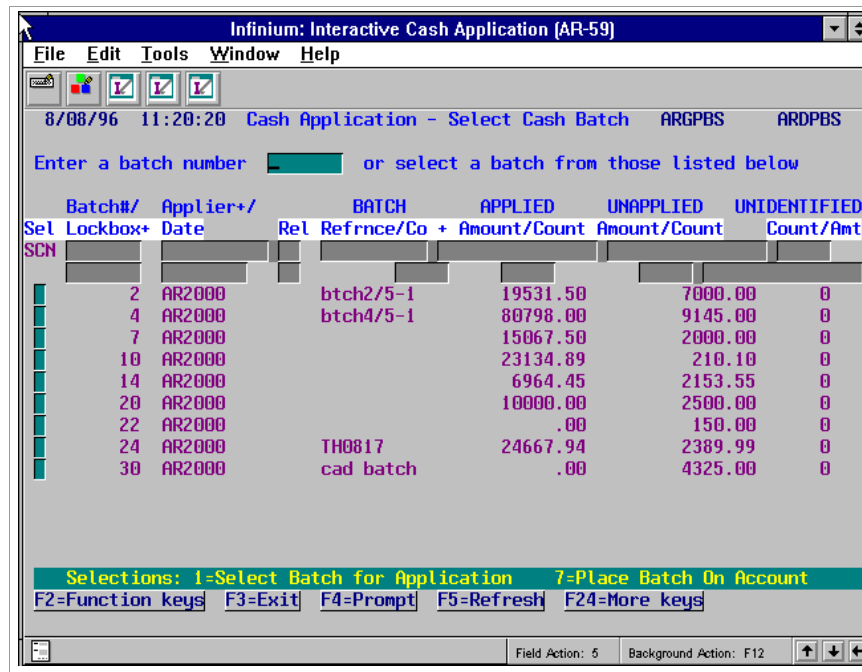 Infinium: Interactive Cash Application (AR-59)
File Edit Tools Window Help
8/08/96 11:20:20 Cash Application - Select Cash Batch ARGPBS ARDPBS
Enter a batch number or select a batch from those listed below
Batch#/ Applier+/ BATCH APPLIED UNAPPLIED UNIDENTIFIED
Sel Lockbox+ Date Rel Refrnce/Co + Amount/Count Amount/Count Count/Amt
SCN
2 AR2000 btch2/5-1 19531.50 7000.00 0
4 AR2000 btch4/5-1 80798.00 9145.00 0
7 AR2000 15067.50 2000.00 0
10 AR2000 23134.89 210.10 0
14 AR2000 6964.45 2153.55 0
20 AR2000 10000.00 2500.00 0
22 AR2000 .00 150.00 0
24 AR2000 TH0817 24667.94 2389.99 0
30 AR2000 cad batch .00 4325.00 0
Selections: 1=Select Batch for Application 7=Place Batch On Account
F2=Function keys F3=Exit F4=Prompt F5=Refresh F24=More keys
Field Action: 5 Background Action: F12